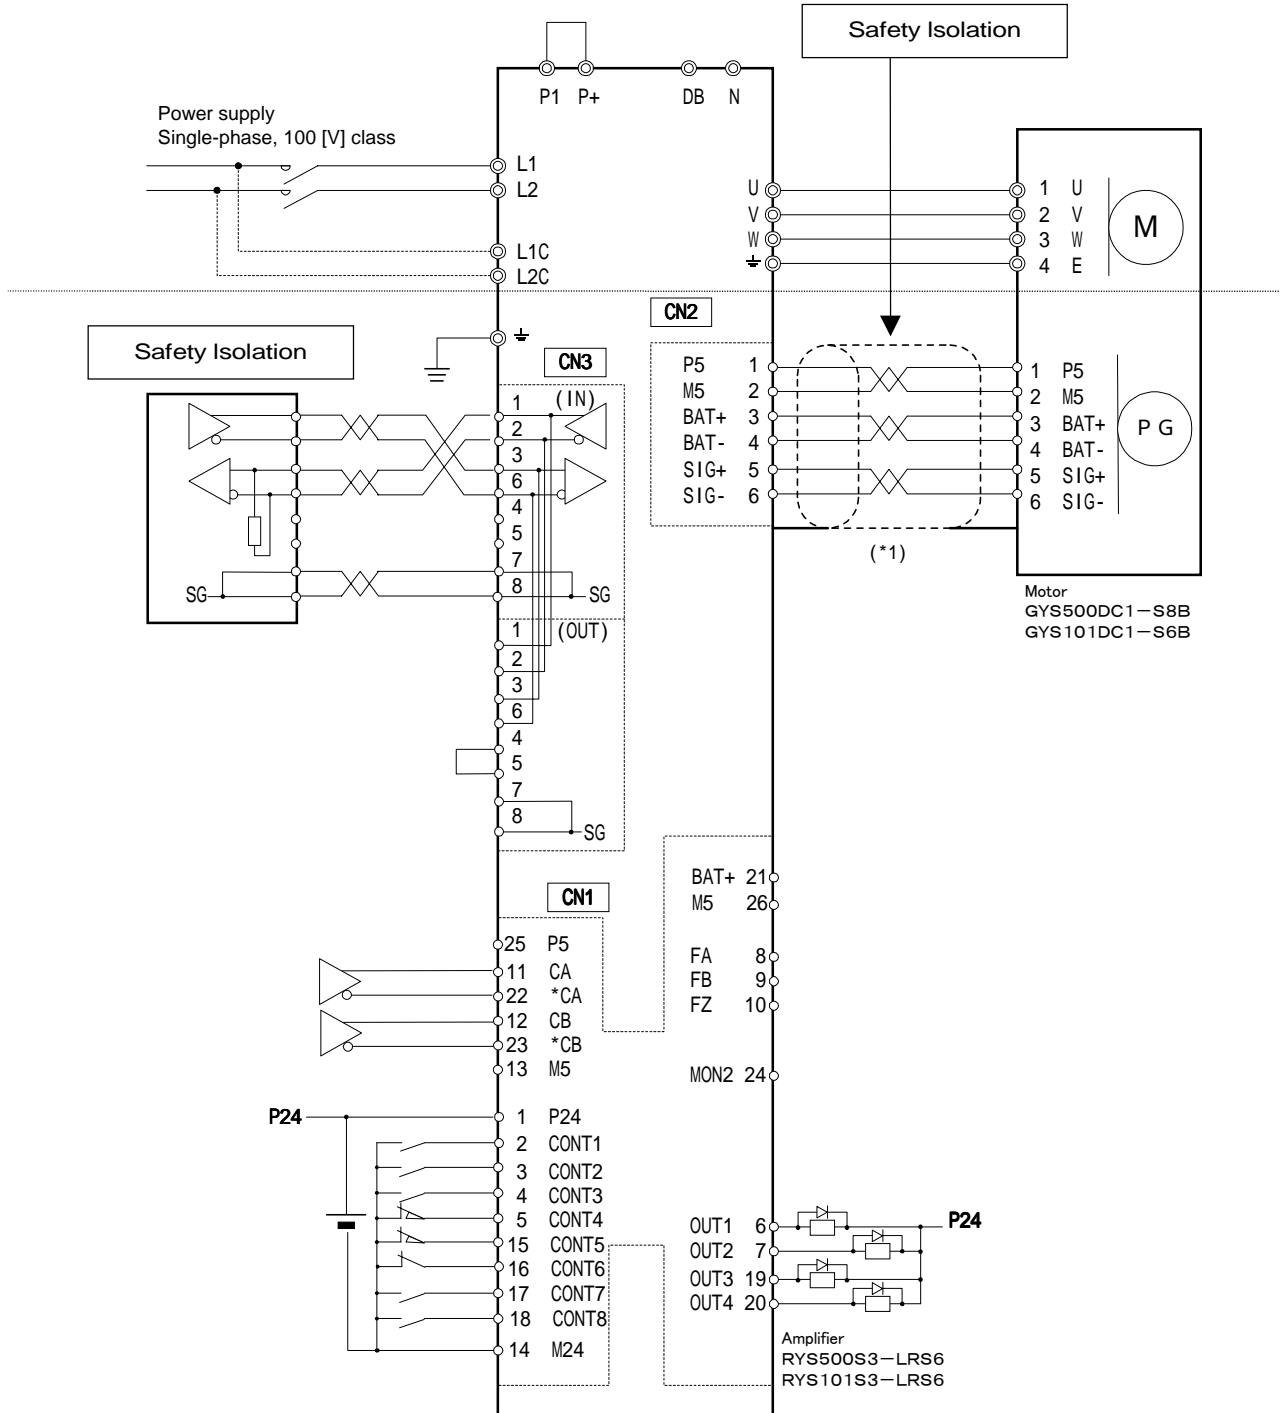 Safety Isolation
P1 P+ DB N
Power supply
Single-phase, 100 [V] class
L1
L2
L1C
L2C
U
V
W
1 U
2 V
3 W
4 E
M
Safety Isolation
CN3
CN2
(IN)
1
2
3
6
4
5
7
8
SG
SG
P5 1
M5 2
BAT+ 3
BAT- 4
SIG+ 5
SIG- 6
(*1)
1 P5
2 M5
3 BAT+
4 BAT-
5 SIG+
6 SIG-
PG
Motor
GYS500DC1-S8B
GYS101DC1-S6B
(OUT)
1
2
3
6
4
5
7
8
SG
CN1
25 P5
11 CA
22 *CA
12 CB
23 *CB
13 M5
P24
1 P24
2 CONT1
3 CONT2
4 CONT3
5 CONT4
15 CONT5
16 CONT6
17 CONT7
18 CONT8
14 M24
BAT+ 21
M5 26
FA 8
FB 9
FZ 10
MON2 24
OUT1 6
OUT2 7
OUT3 19
OUT4 20
P24
Amplifier
RYS500S3-LRS6
RYS101S3-LRS6